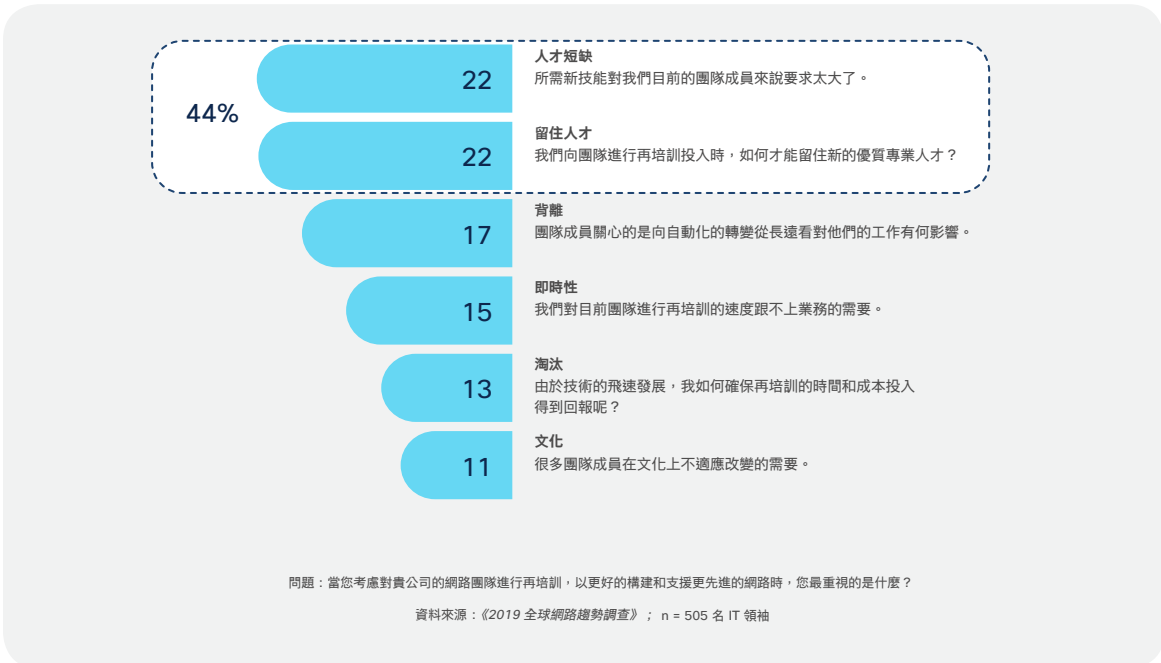 44%
22
人才短缺
所需新技能對我們目前的團隊成員來說要求太大了。
22
留住人才
我們向團隊進行再培訓投入時，如何才能留住新的優質專業人才？
17
背離
團隊成員關心的是向自動化的轉變從長遠看對他們的工作有何影響。
15
即時性
我們對目前團隊進行再培訓的速度跟不上業務的需要。
13
淘汰
由於技術的飛速發展，我如何確保再培訓的時間和成本投入
得到回報呢？
11
文化
很多團隊成員在文化上不適應改變的需要。
問題：當您考慮對貴公司的網路團隊進行再培訓，以更好的構建和支援更先進的網路時，您最重視的是什麼？
資料來源：《2019 全球網路趨勢調查》； n = 505 名 IT 領袖